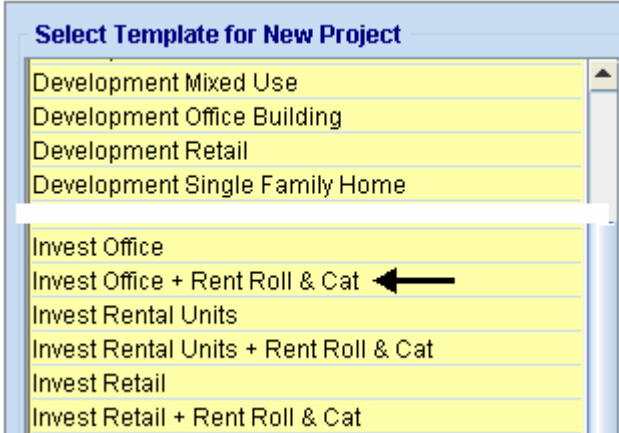 Select Template for New Project
Development Mixed Use
Development Office Building
Development Retail
Development Single Family Home
Invest Office
Invest Office + Rent Roll & Cat
Invest Rental Units
Invest Rental Units + Rent Roll & Cat
Invest Retail
Invest Retail + Rent Roll & Cat